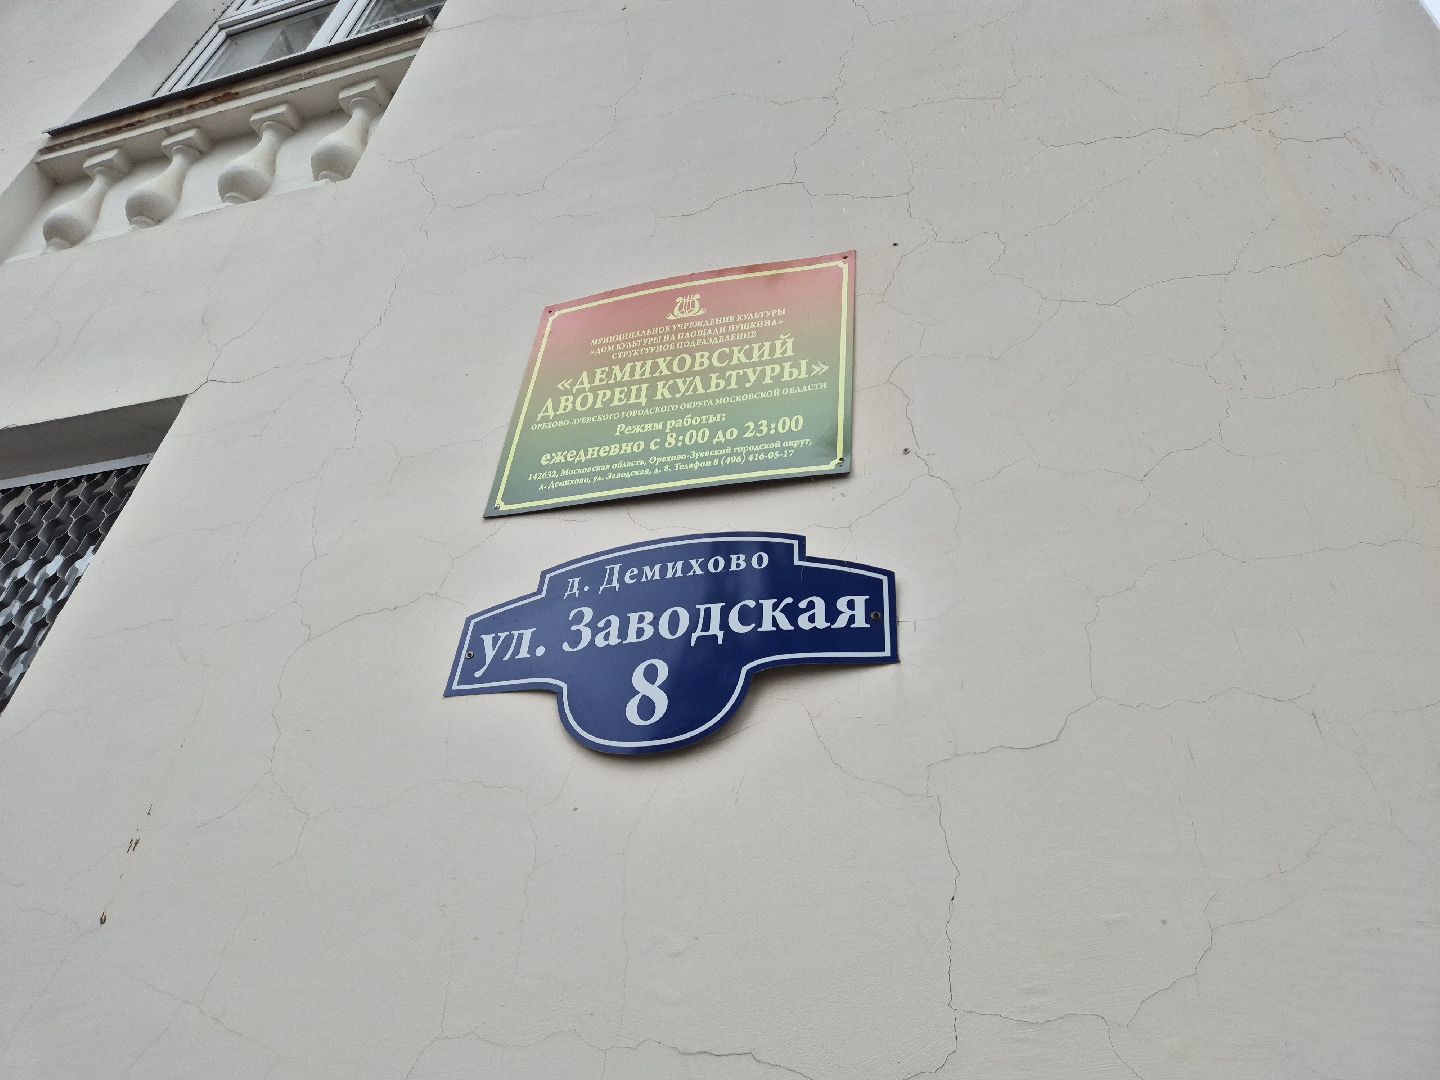 МУНИЦИПАЛЬНОЕ УЧРЕЖДЕНИЕ КУЛЬТУРЫ
«ДОМ КУЛЬТУРЫ НА ПЛОЩАДИ ПУШКИНА»
СТРУКТУРНОЕ ПОДРАЗДЕЛЕНИЕ
«ДЕМИХОВСКИЙ
ДВОРЕЦ КУЛЬТУРЫ»
ОРЕХОВО-ЗУЕВСКОГО ГОРОДСКОГО ОКРУГА МОСКОВСКОЙ ОБЛАСТИ
Режим работы:
ежедневно с 8:00 до 23:00
142632, Московская область, Орехово-Зуевский городской округ,
д. Демихово, ул. Заводская, д. 8. Телефон 8 (496) 416-05-17
д. Демихово
ул. Заводская
8